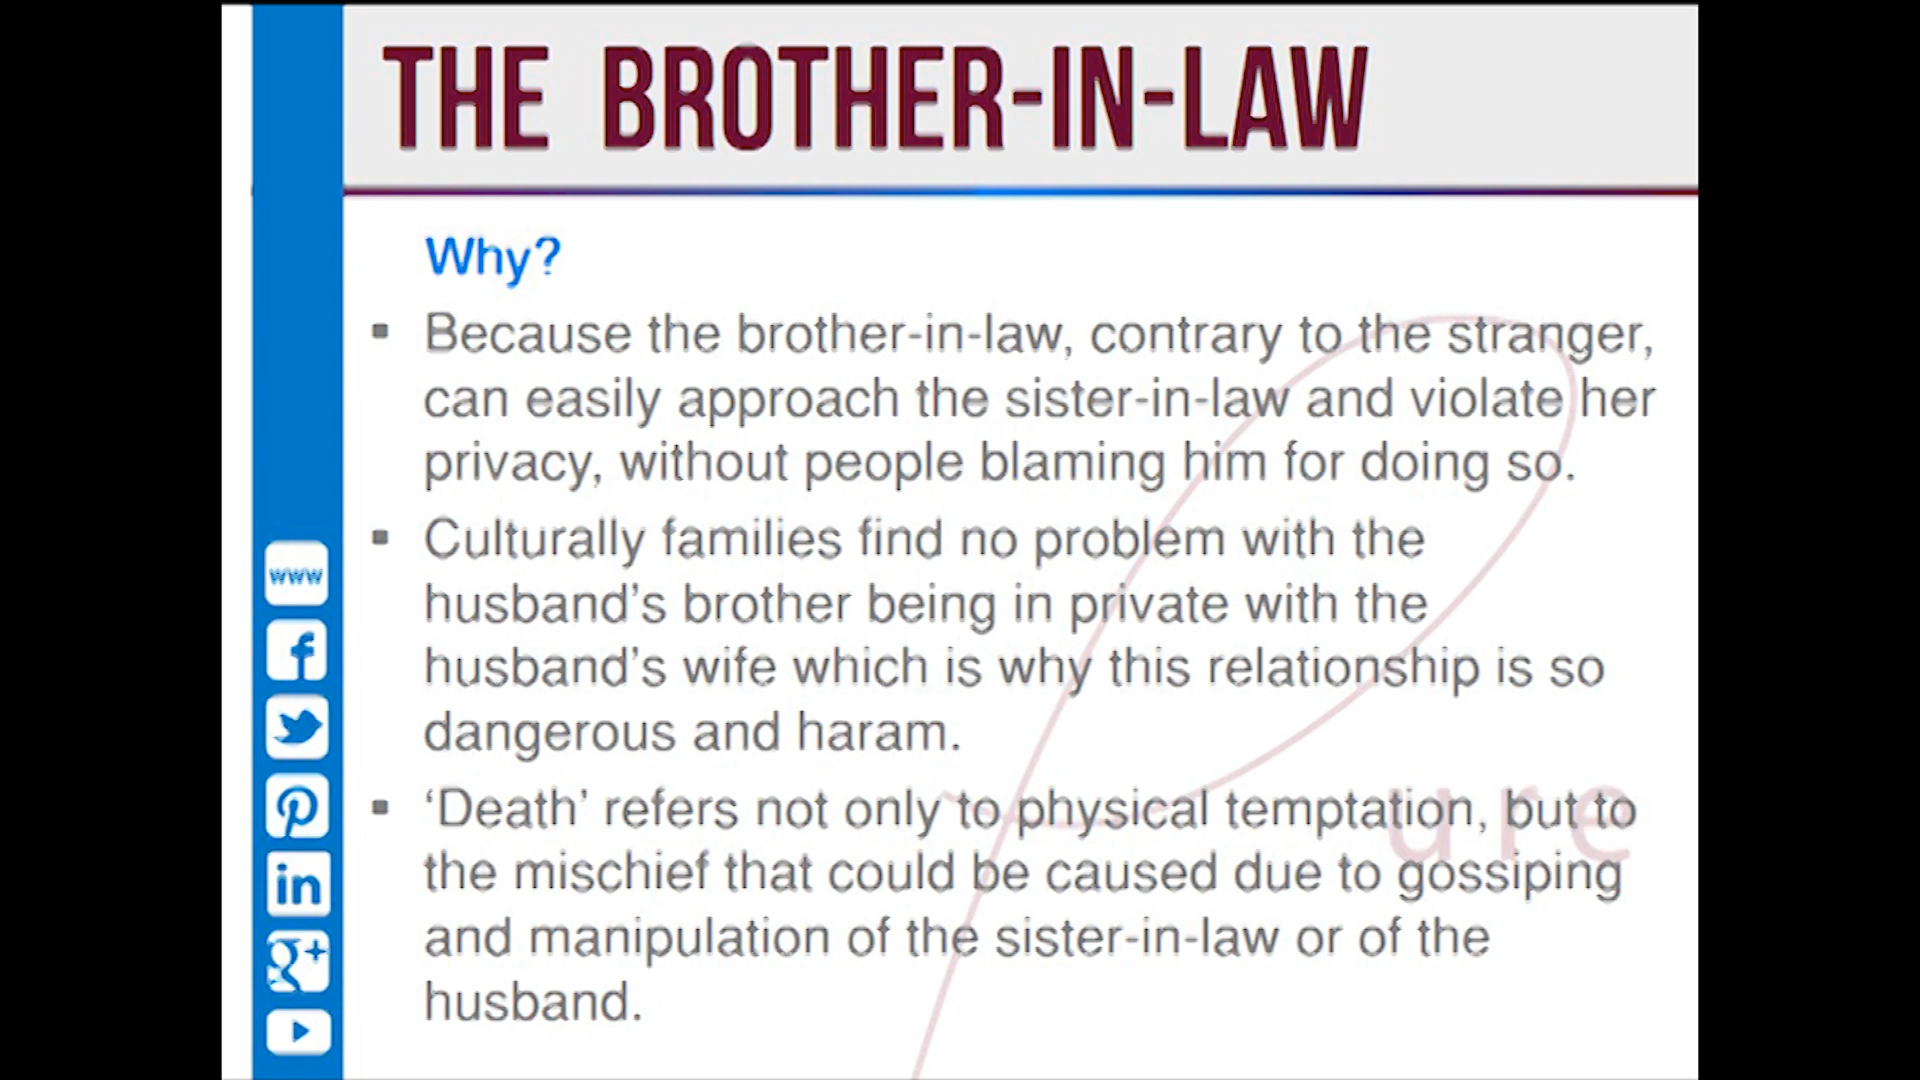 THE BROTHER-IN-LAW
Why?
▪ Because the brother-in-law, contrary to the stranger,
can easily approach the sister-in-law and violate her
privacy, without people blaming him for doing so.
▪ Culturally families find no problem with the
husband’s brother being in private with the
husband’s wife which is why this relationship is so
dangerous and haram.
▪ ‘Death’ refers not only to physical temptation, but to
the mischief that could be caused due to gossiping
and manipulation of the sister-in-law or of the
husband.
ure
www
f
in
g+